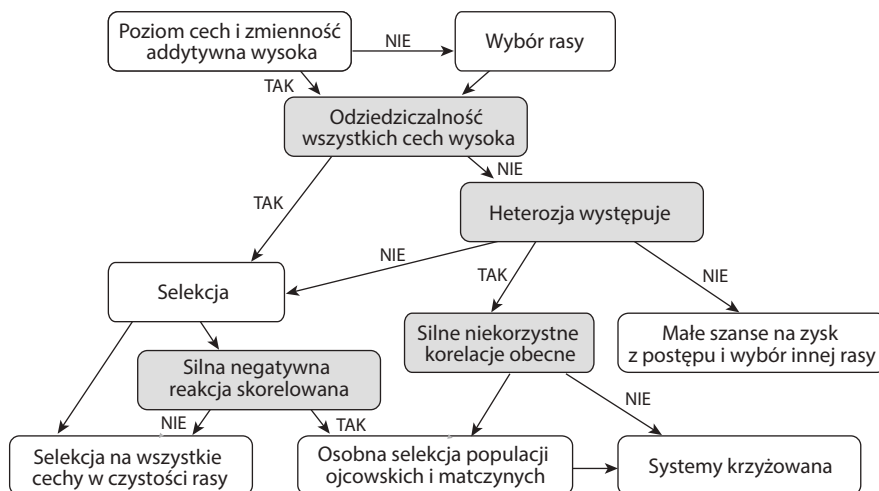 Poziom cech i zmienność
addytywna wysoka
NIE
Wybór rasy
TAK
Odziedziczalność
wszystkich cech wysoka
NIE
TAK
Heterozja występuje
NIE
TAK
NIE
Selekcja
Silne niekorzystne
korelacje obecne
Małe szanse na zysk
z postępu i wybór innej rasy
Silna negatywna
reakcja skorelowana
NIE
NIE
TAK
Selekcja na wszystkie
cechy w czystości rasy
Osobna selekcja populacji
ojcowskich i matczynych
Systemy krzyżowana